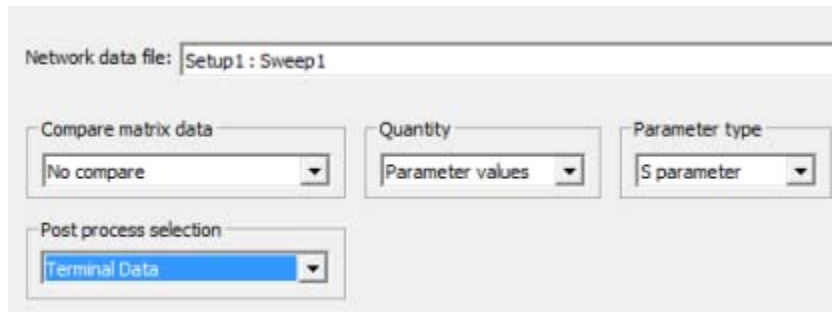 Network data file: Setup1 : Sweep1
Compare matrix data Quantity Parameter type
No compare Parameter values S parameter
Post process selection
Terminal Data